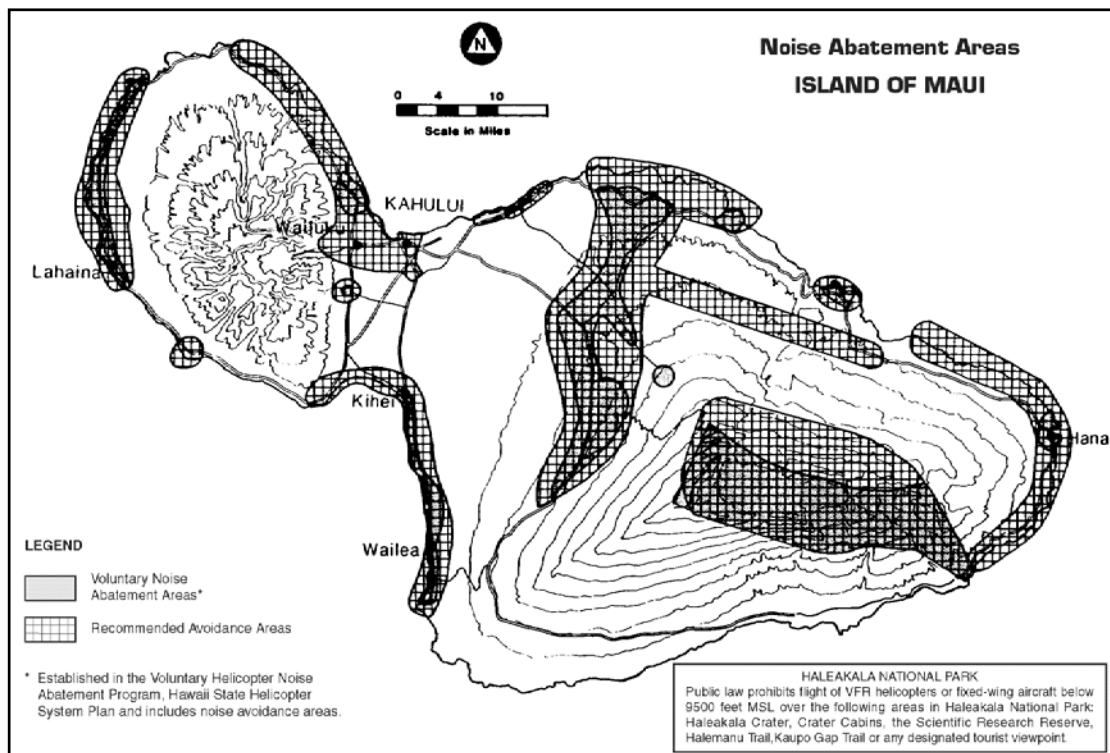 Noise Abatement Areas
ISLAND OF MAUI
N
0 4 10
Scale in Miles
KAHULUI
Wailuku
Lahaina
Kihei
Hana
Wailea
LEGEND
Voluntary Noise
Abatement Areas*
Recommended Avoidance Areas
* Established in the Voluntary Helicopter Noise
Abatement Program, Hawaii State Helicopter
System Plan and includes noise avoidance areas.
HALEAKALA NATIONAL PARK
Public law prohibits flight of VFR helicopters or fixed-wing aircraft below
9500 feet MSL over the following areas in Haleakala National Park:
Haleakala Crater, Crater Cabins, the Scientific Research Reserve,
Halemanu Trail,Kaupo Gap Trail or any designated tourist viewpoint.